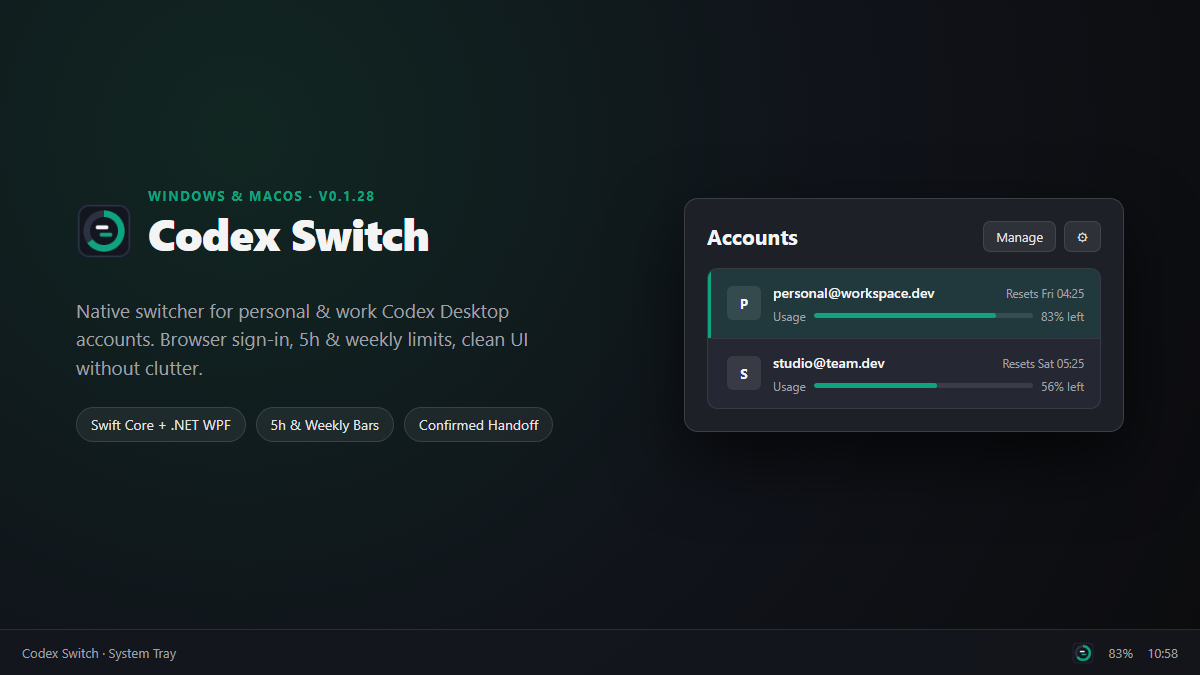 WINDOWS & MACOS · V0.1.28
Codex Switch
Native switcher for personal & work Codex Desktop
accounts. Browser sign-in, 5h & weekly limits, clean UI
without clutter.
Swift Core + .NET WPF
5h & Weekly Bars
Confirmed Handoff
Accounts
Manage
P
personal@workspace.dev
Resets Fri 04:25
Usage
83% left
S
studio@team.dev
Resets Sat 05:25
Usage
56% left
Codex Switch · System Tray
83%
10:58